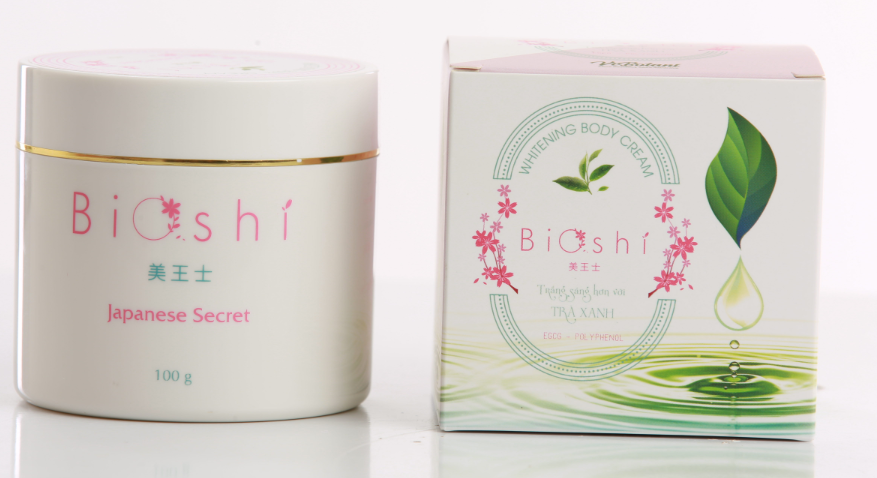 Bioshi
美王士
Japanese Secret
100 g
WHITENING BODY CREAM
Bioshi
美王士
Trắng sáng hơn với
TRÀ XANH
EGCG - POLYPHENOL